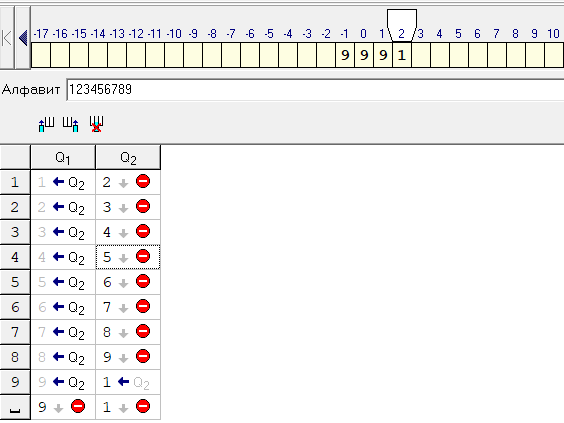 -17 -16 -15 -14 -13 -12 -11 -10 -9 -8 -7 -6 -5 -4 -3 -2 -1 0 1 2 3 4 5 6 7 8 9 10
9 9 9 1
Алфавит 123456789
Q1 Q2
1 1 ← Q2 2 ↓
2 2 ← Q2 3 ↓
3 3 ← Q2 4 ↓
4 4 ← Q2 5 ↓
5 5 ← Q2 6 ↓
6 6 ← Q2 7 ↓
7 7 ← Q2 8 ↓
8 8 ← Q2 9 ↓
9 9 ← Q2 1 ← Q2
␣ 9 ↓ 1 ↓